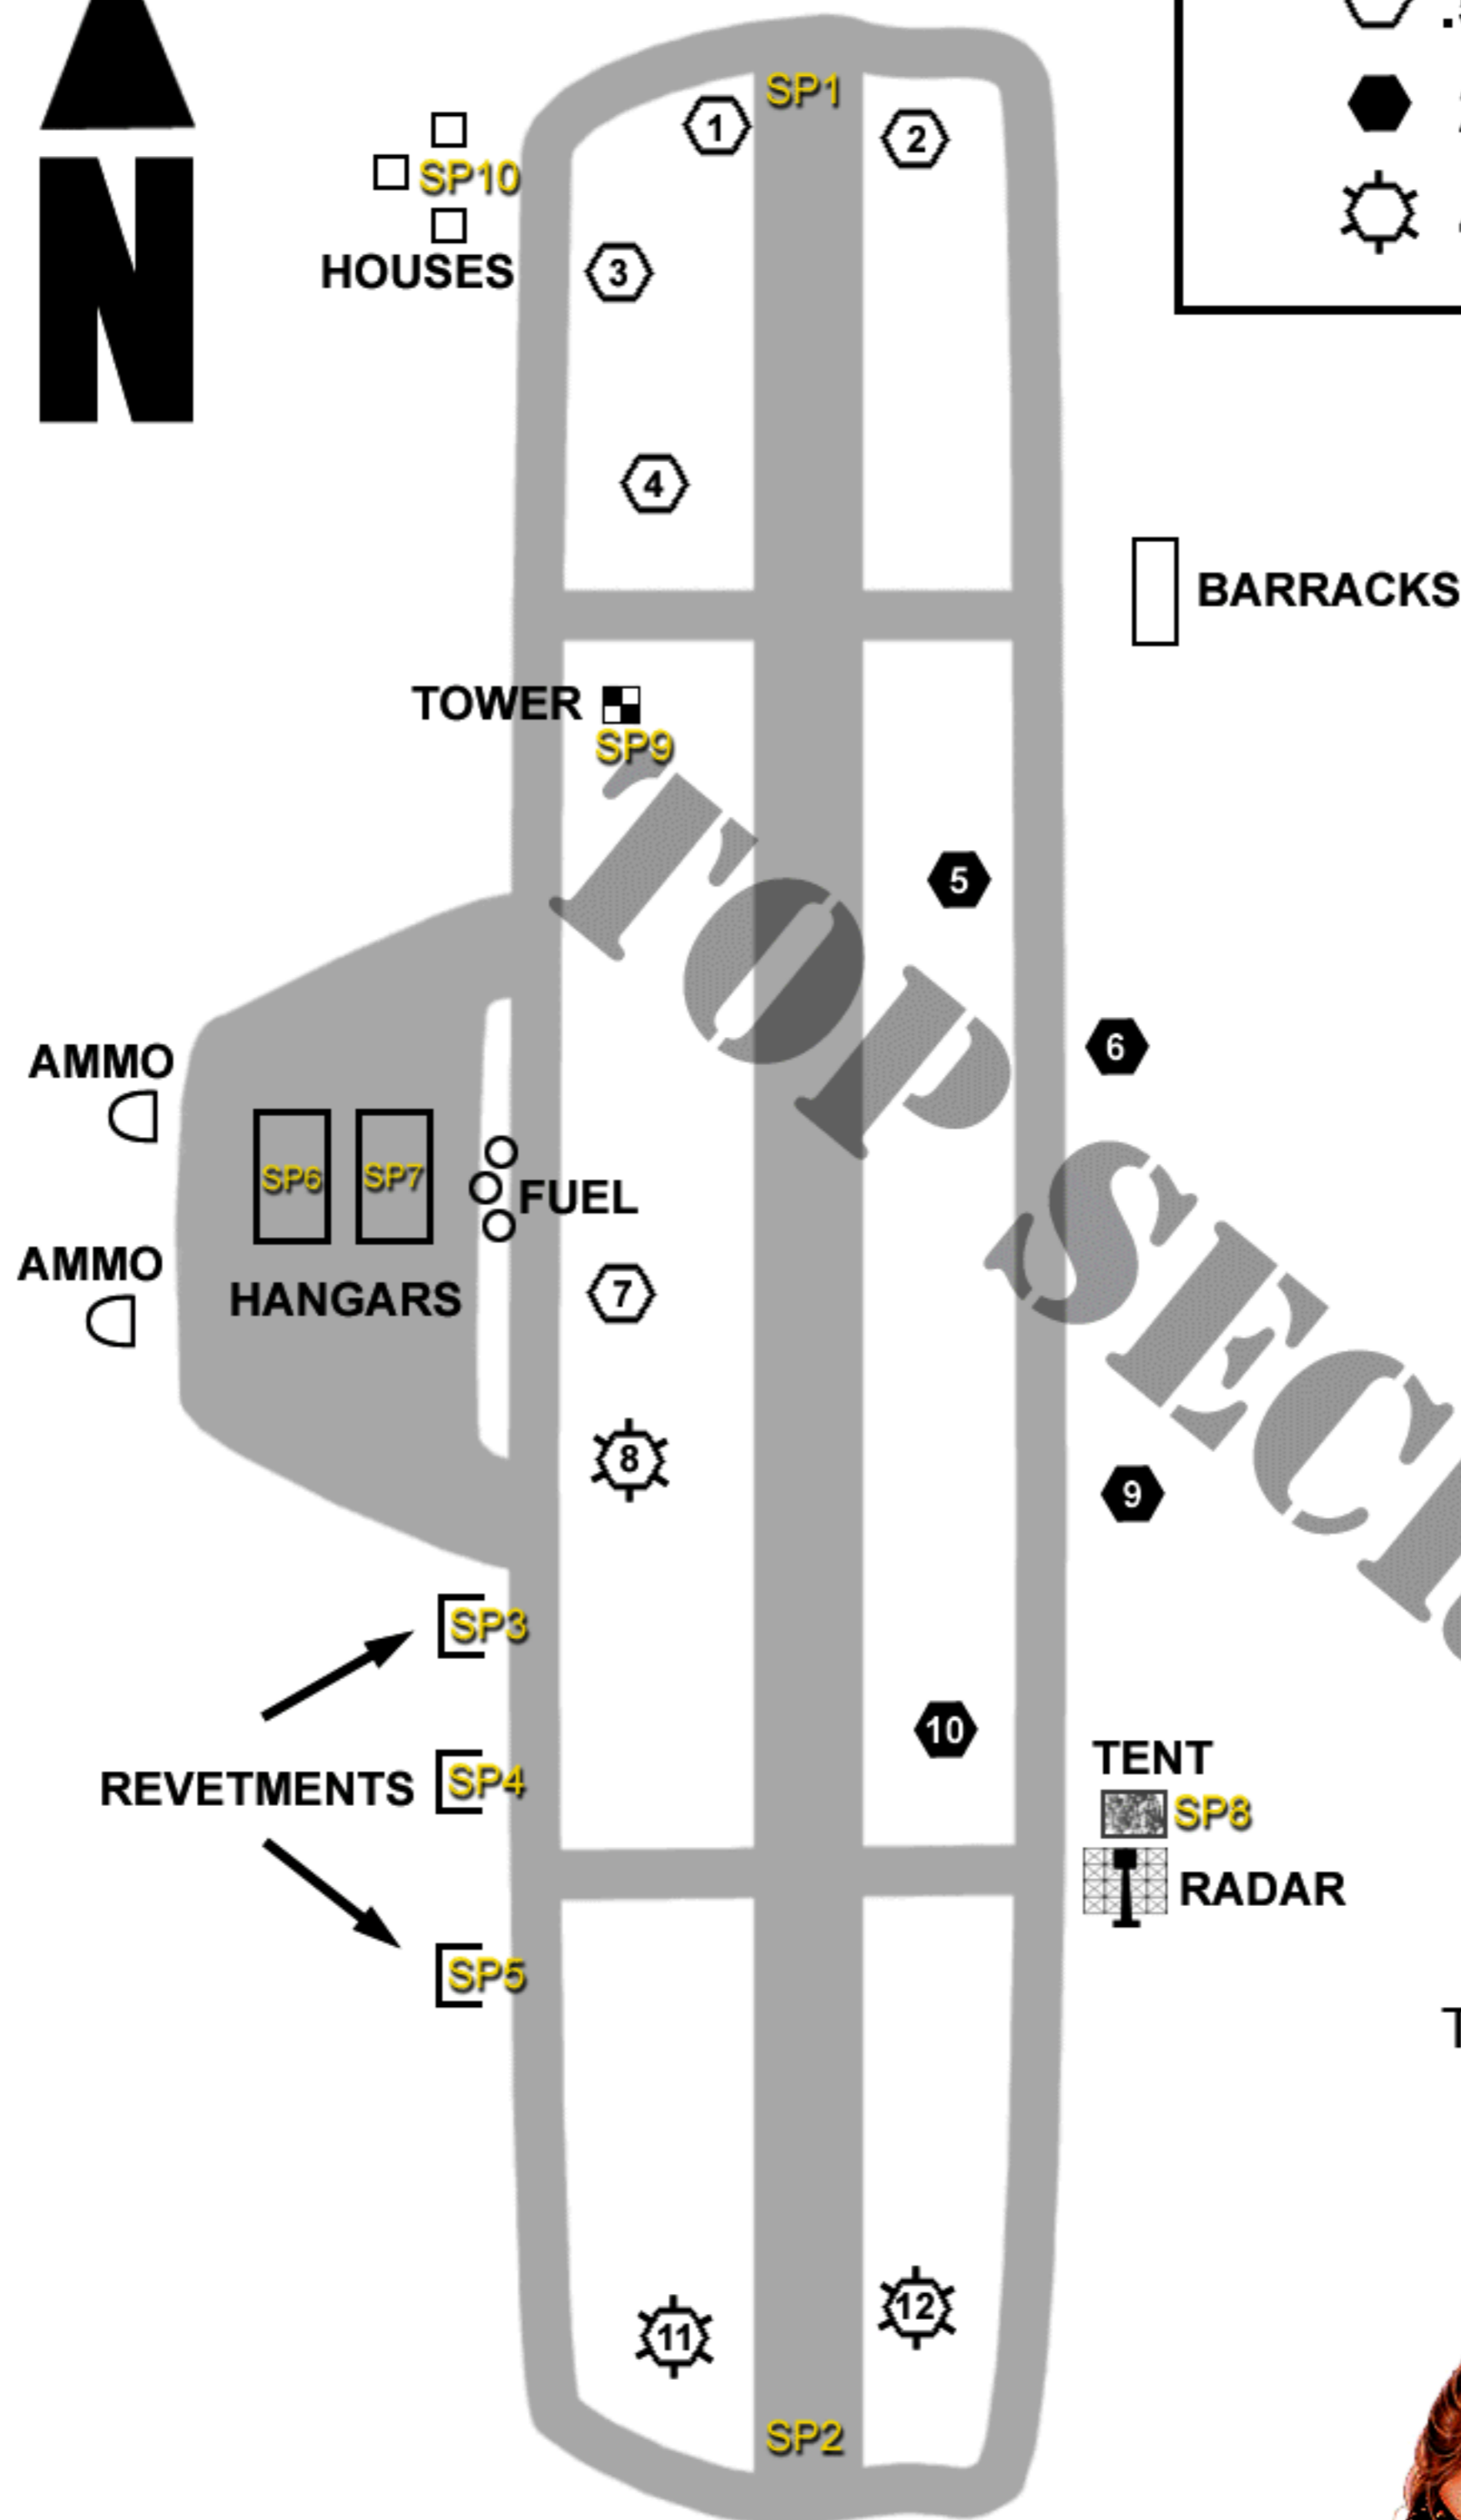 N
SP1
1
2
SP10
HOUSES
3
4
BARRACKS
TOWER
SP9
TOP
5
6
AMMO
SP6
SP7
FUEL
AMMO
HANGARS
7
8
9
SP3
REVETMENTS
SP4
10
TENT
SP8
RADAR
SP5
11
12
SP2